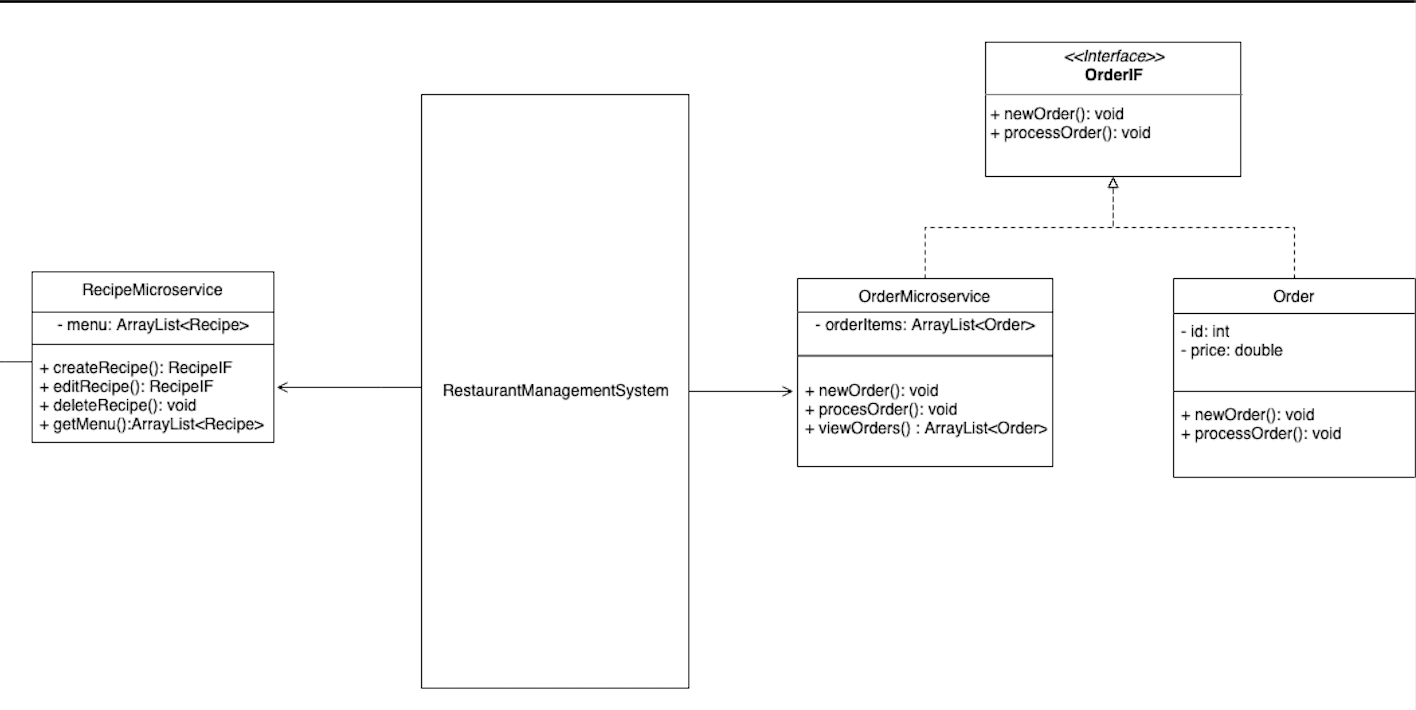 <<Interface>>
OrderIF
+ newOrder(): void
+ processOrder(): void
RecipeMicroservice
- menu: ArrayList<Recipe>
+ createRecipe(): RecipeIF
+ editRecipe(): RecipeIF
+ deleteRecipe(): void
+ getMenu():ArrayList<Recipe>
RestaurantManagementSystem
OrderMicroservice
- orderItems: ArrayList<Order>
+ newOrder(): void
+ procesOrder(): void
+ viewOrders() : ArrayList<Order>
Order
- id: int
- price: double
+ newOrder(): void
+ processOrder(): void